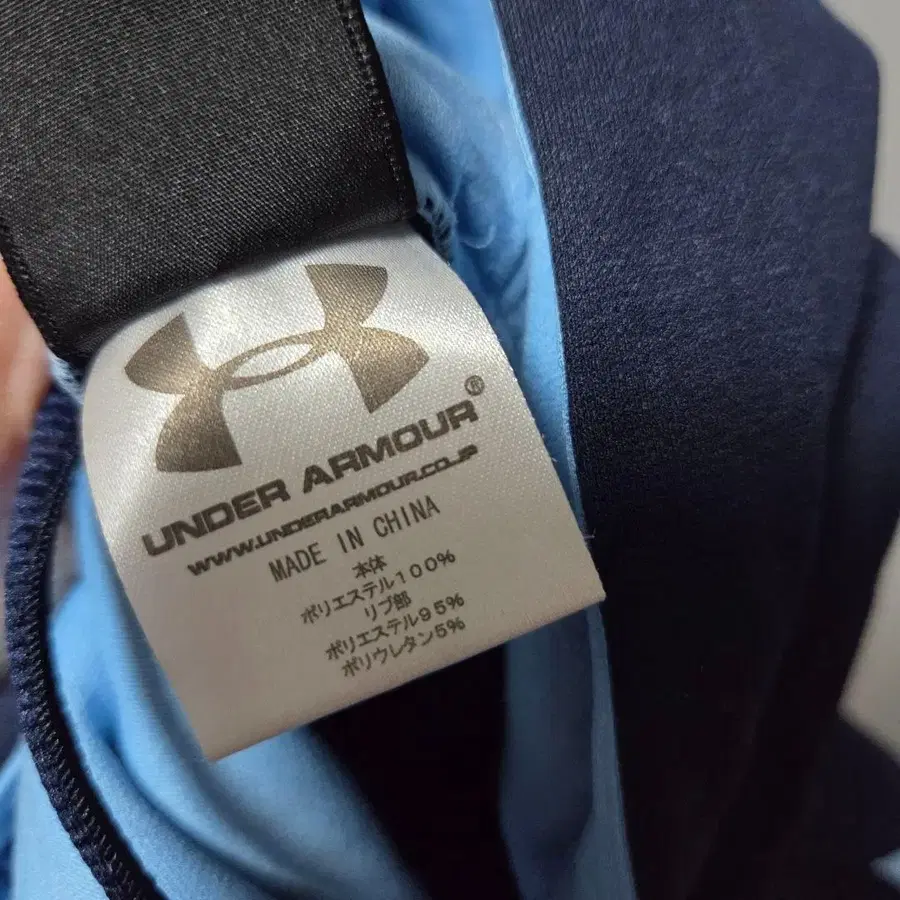 ®
UNDER ARMOUR
WWW.UNDERARMOUR.CO.JP
MADE IN CHINA
本体
ポリエステル100%
リブ部
ポリエステル95%
ポリウレタン5%